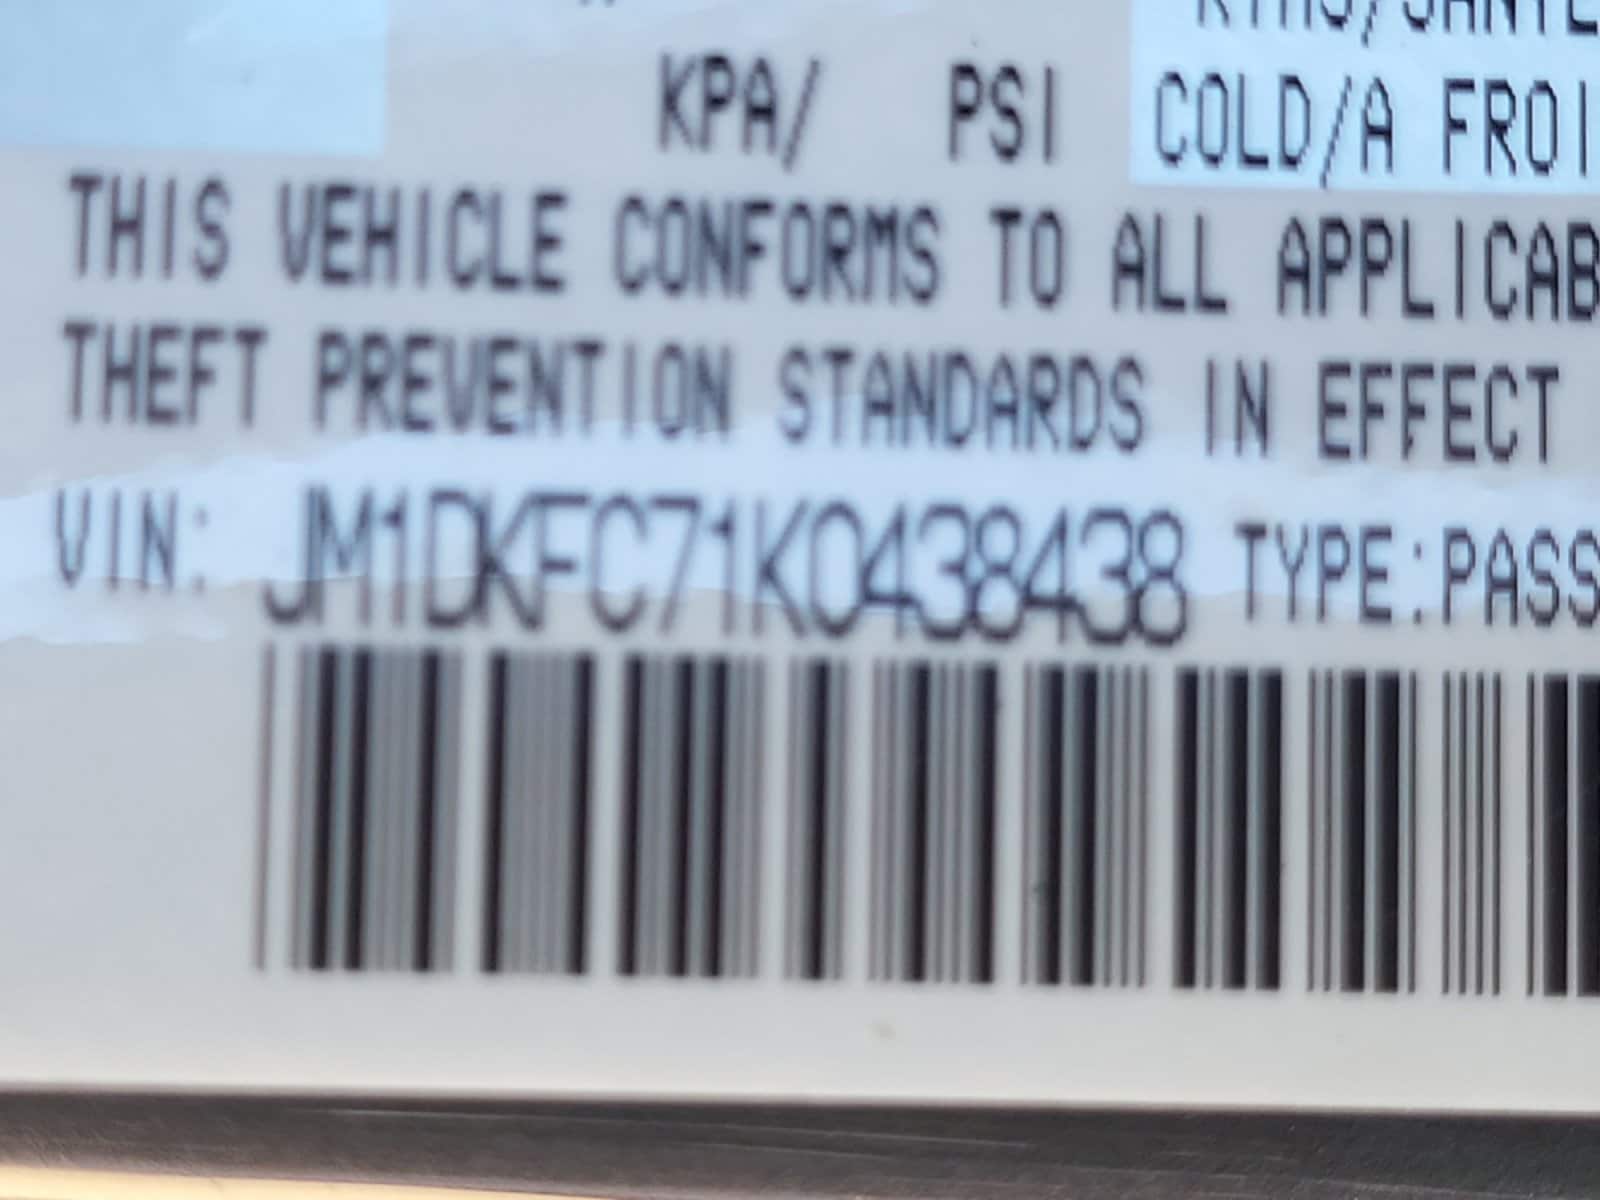 KPA/ PSI COLD/A FROI
THIS VEHICLE CONFORMS TO ALL APPLICAB
THEFT PREVENTION STANDARDS IN EFFECT
VIN: JM1DKFC71K0438438 TYPE:PASS